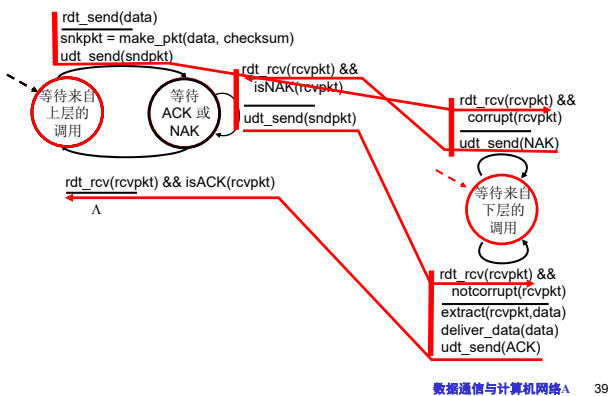 rdt_send(data)
snkpkt = make_pkt(data, checksum)
udt_send(sndpkt)
等待来自
上层的
调用
等待
ACK 或
NAK
rdt_rcv(rcvpkt) &&
isNAK(rcvpkt)
udt_send(sndpkt)
rdt_rcv(rcvpkt) && isACK(rcvpkt)
Λ
rdt_rcv(rcvpkt) &&
corrupt(rcvpkt)
udt_send(NAK)
等待来自
下层的
调用
rdt_rcv(rcvpkt) &&
notcorrupt(rcvpkt)
extract(rcvpkt,data)
deliver_data(data)
udt_send(ACK)
数据通信与计算机网络A 39